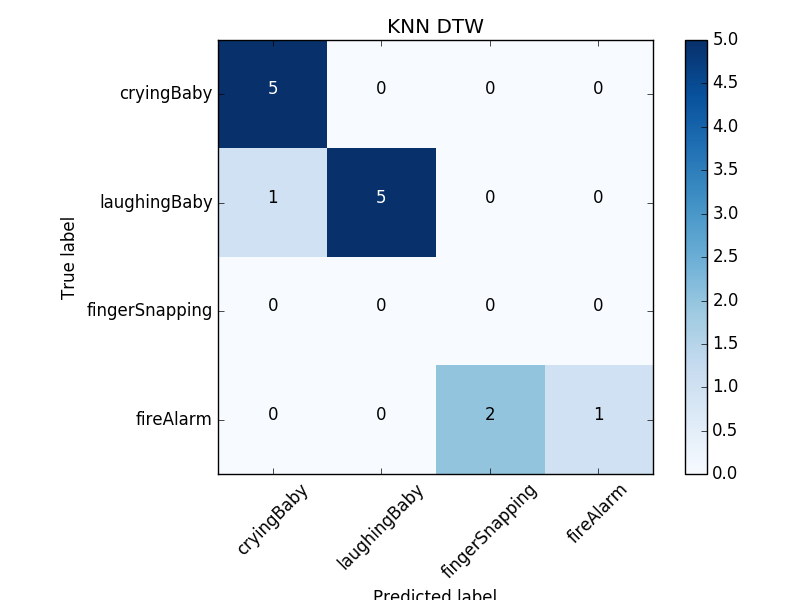 KNN DTW
cryingBaby 5 0 0 0
laughingBaby 1 5 0 0
fingerSnapping 0 0 0 0
fireAlarm 0 0 2 1
True label
cryingBaby laughingBaby fingerSnapping fireAlarm
Predicted label
5.0
4.5
4.0
3.5
3.0
2.5
2.0
1.5
1.0
0.5
0.0